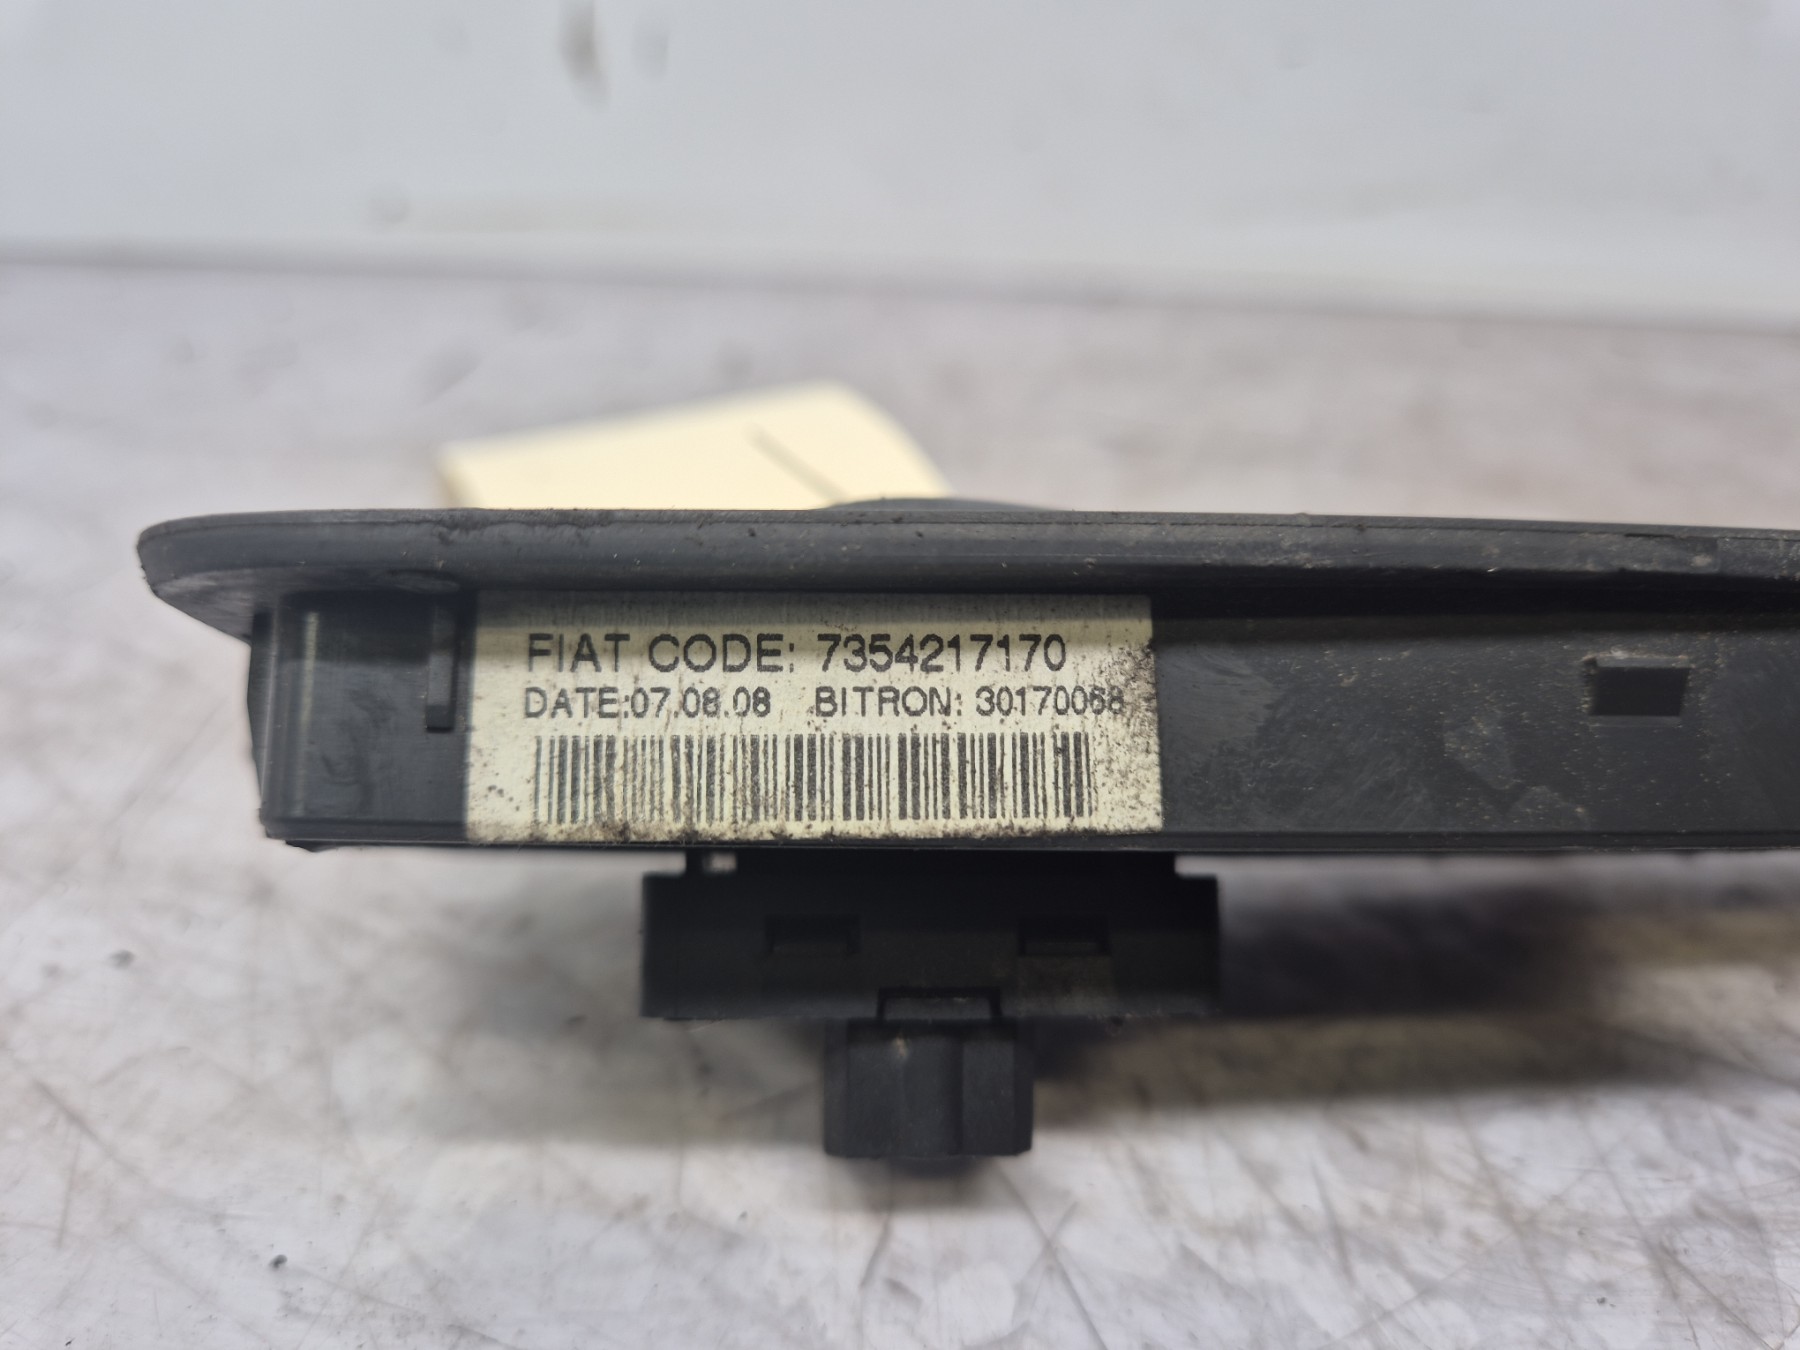 FIAT CODE: 7354217170
DATE:07.08.08 BITRON: 30170068